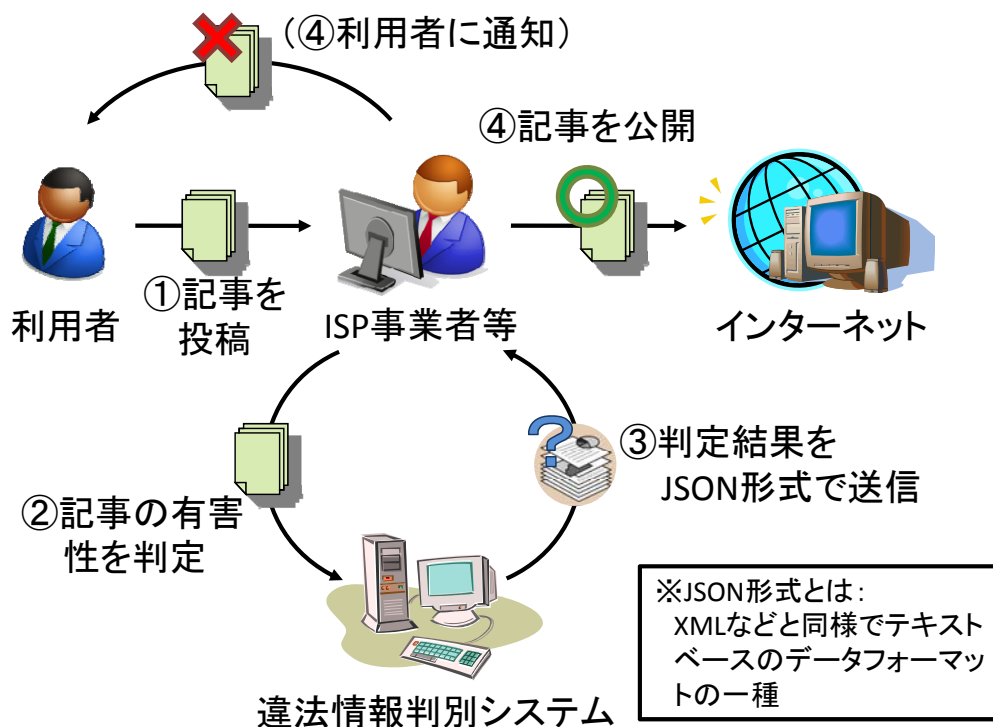 （④利用者に通知）
④記事を公開
①記事を
投稿
利用者
ISP事業者等
インターネット
②記事の有害
性を判定
③判定結果を
JSON形式で送信
違法情報判別システム
※JSON形式とは：
XMLなどと同様でテキスト
ベースのデータフォーマッ
トの一種